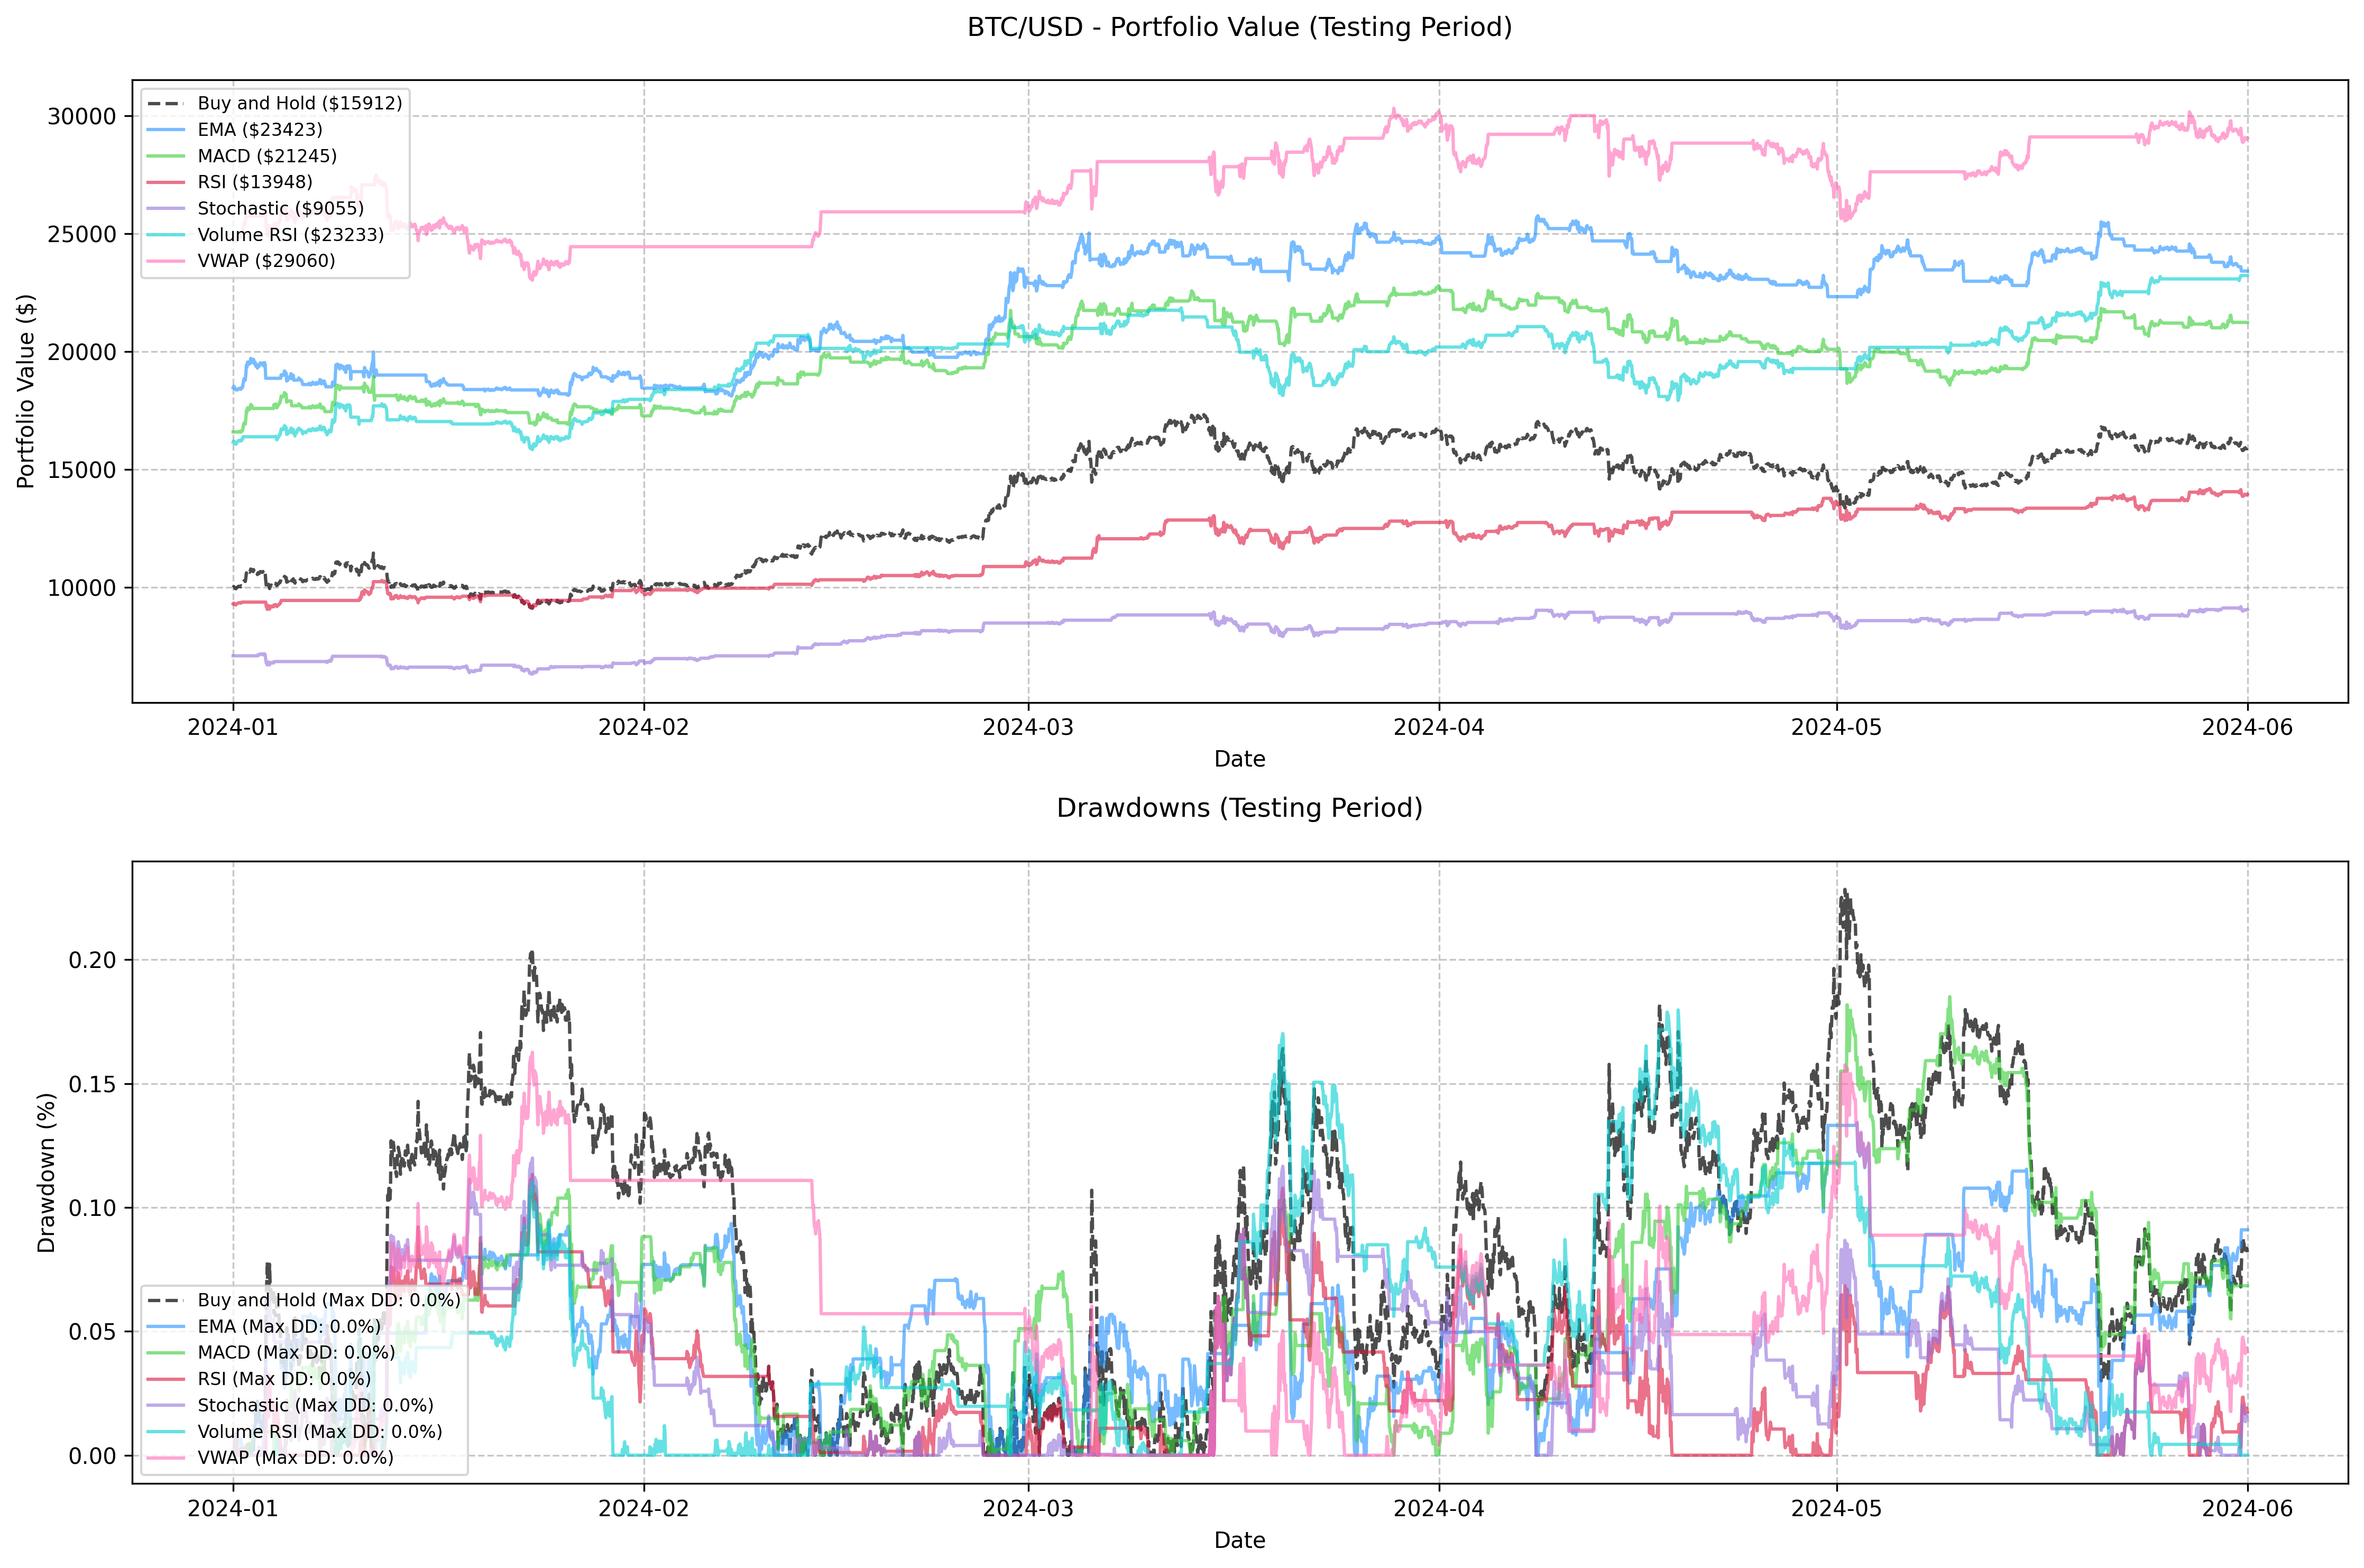 BTC/USD - Portfolio Value (Testing Period)
Buy and Hold ($15912)
EMA ($23423)
MACD ($21245)
RSI ($13948)
Stochastic ($9055)
Volume RSI ($23233)
VWAP ($29060)
30000
25000
20000
15000
10000
Portfolio Value ($)
2024-01 2024-02 2024-03 2024-04 2024-05 2024-06
Date
Drawdowns (Testing Period)
0.20
0.15
0.10
0.05
0.00
Drawdown (%)
Buy and Hold (Max DD: 0.0%)
EMA (Max DD: 0.0%)
MACD (Max DD: 0.0%)
RSI (Max DD: 0.0%)
Stochastic (Max DD: 0.0%)
Volume RSI (Max DD: 0.0%)
VWAP (Max DD: 0.0%)
2024-01 2024-02 2024-03 2024-04 2024-05 2024-06
Date